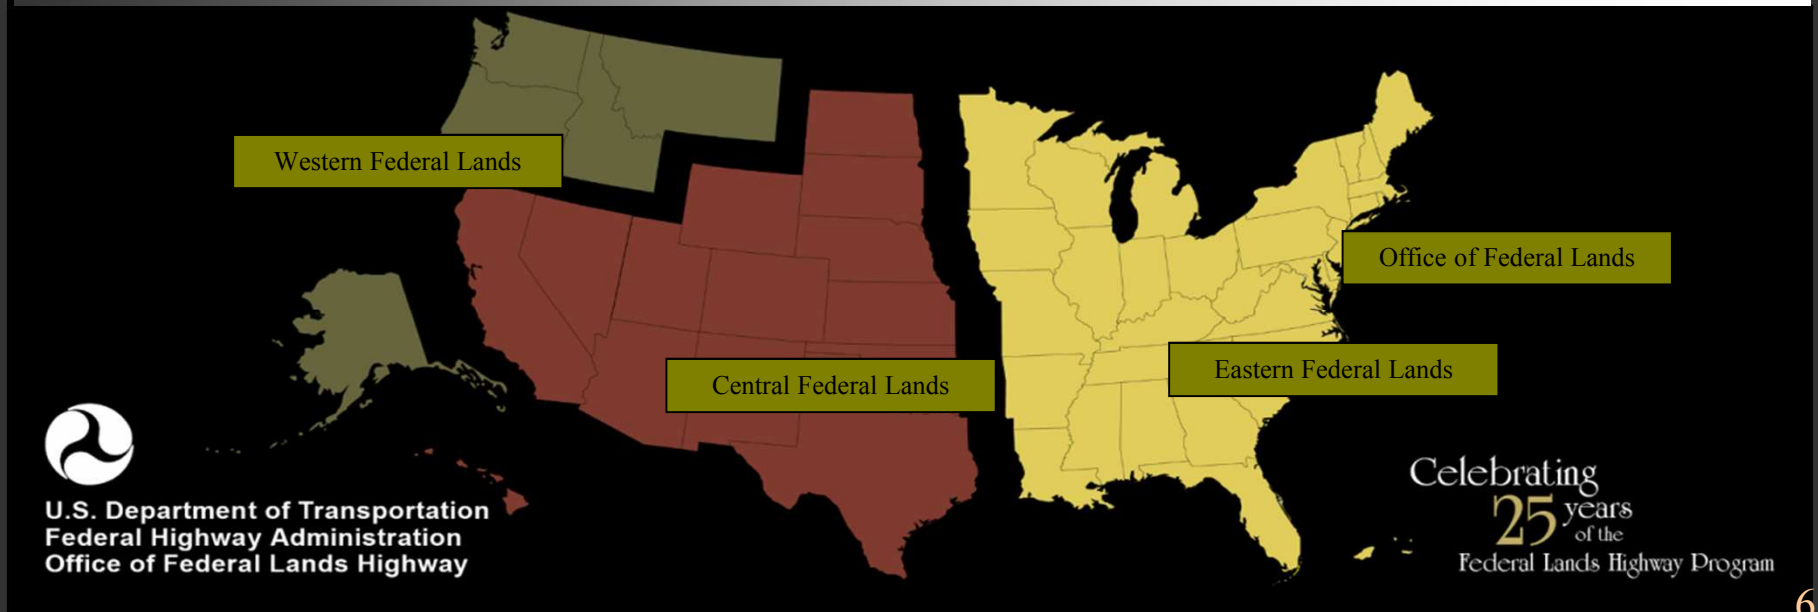 Western Federal Lands
Office of Federal Lands
Eastern Federal Lands
Central Federal Lands
U.S. Department of Transportation
Federal Highway Administration
Office of Federal Lands Highway
Celebrating
25 years
of the
Federal Lands Highway Program
6